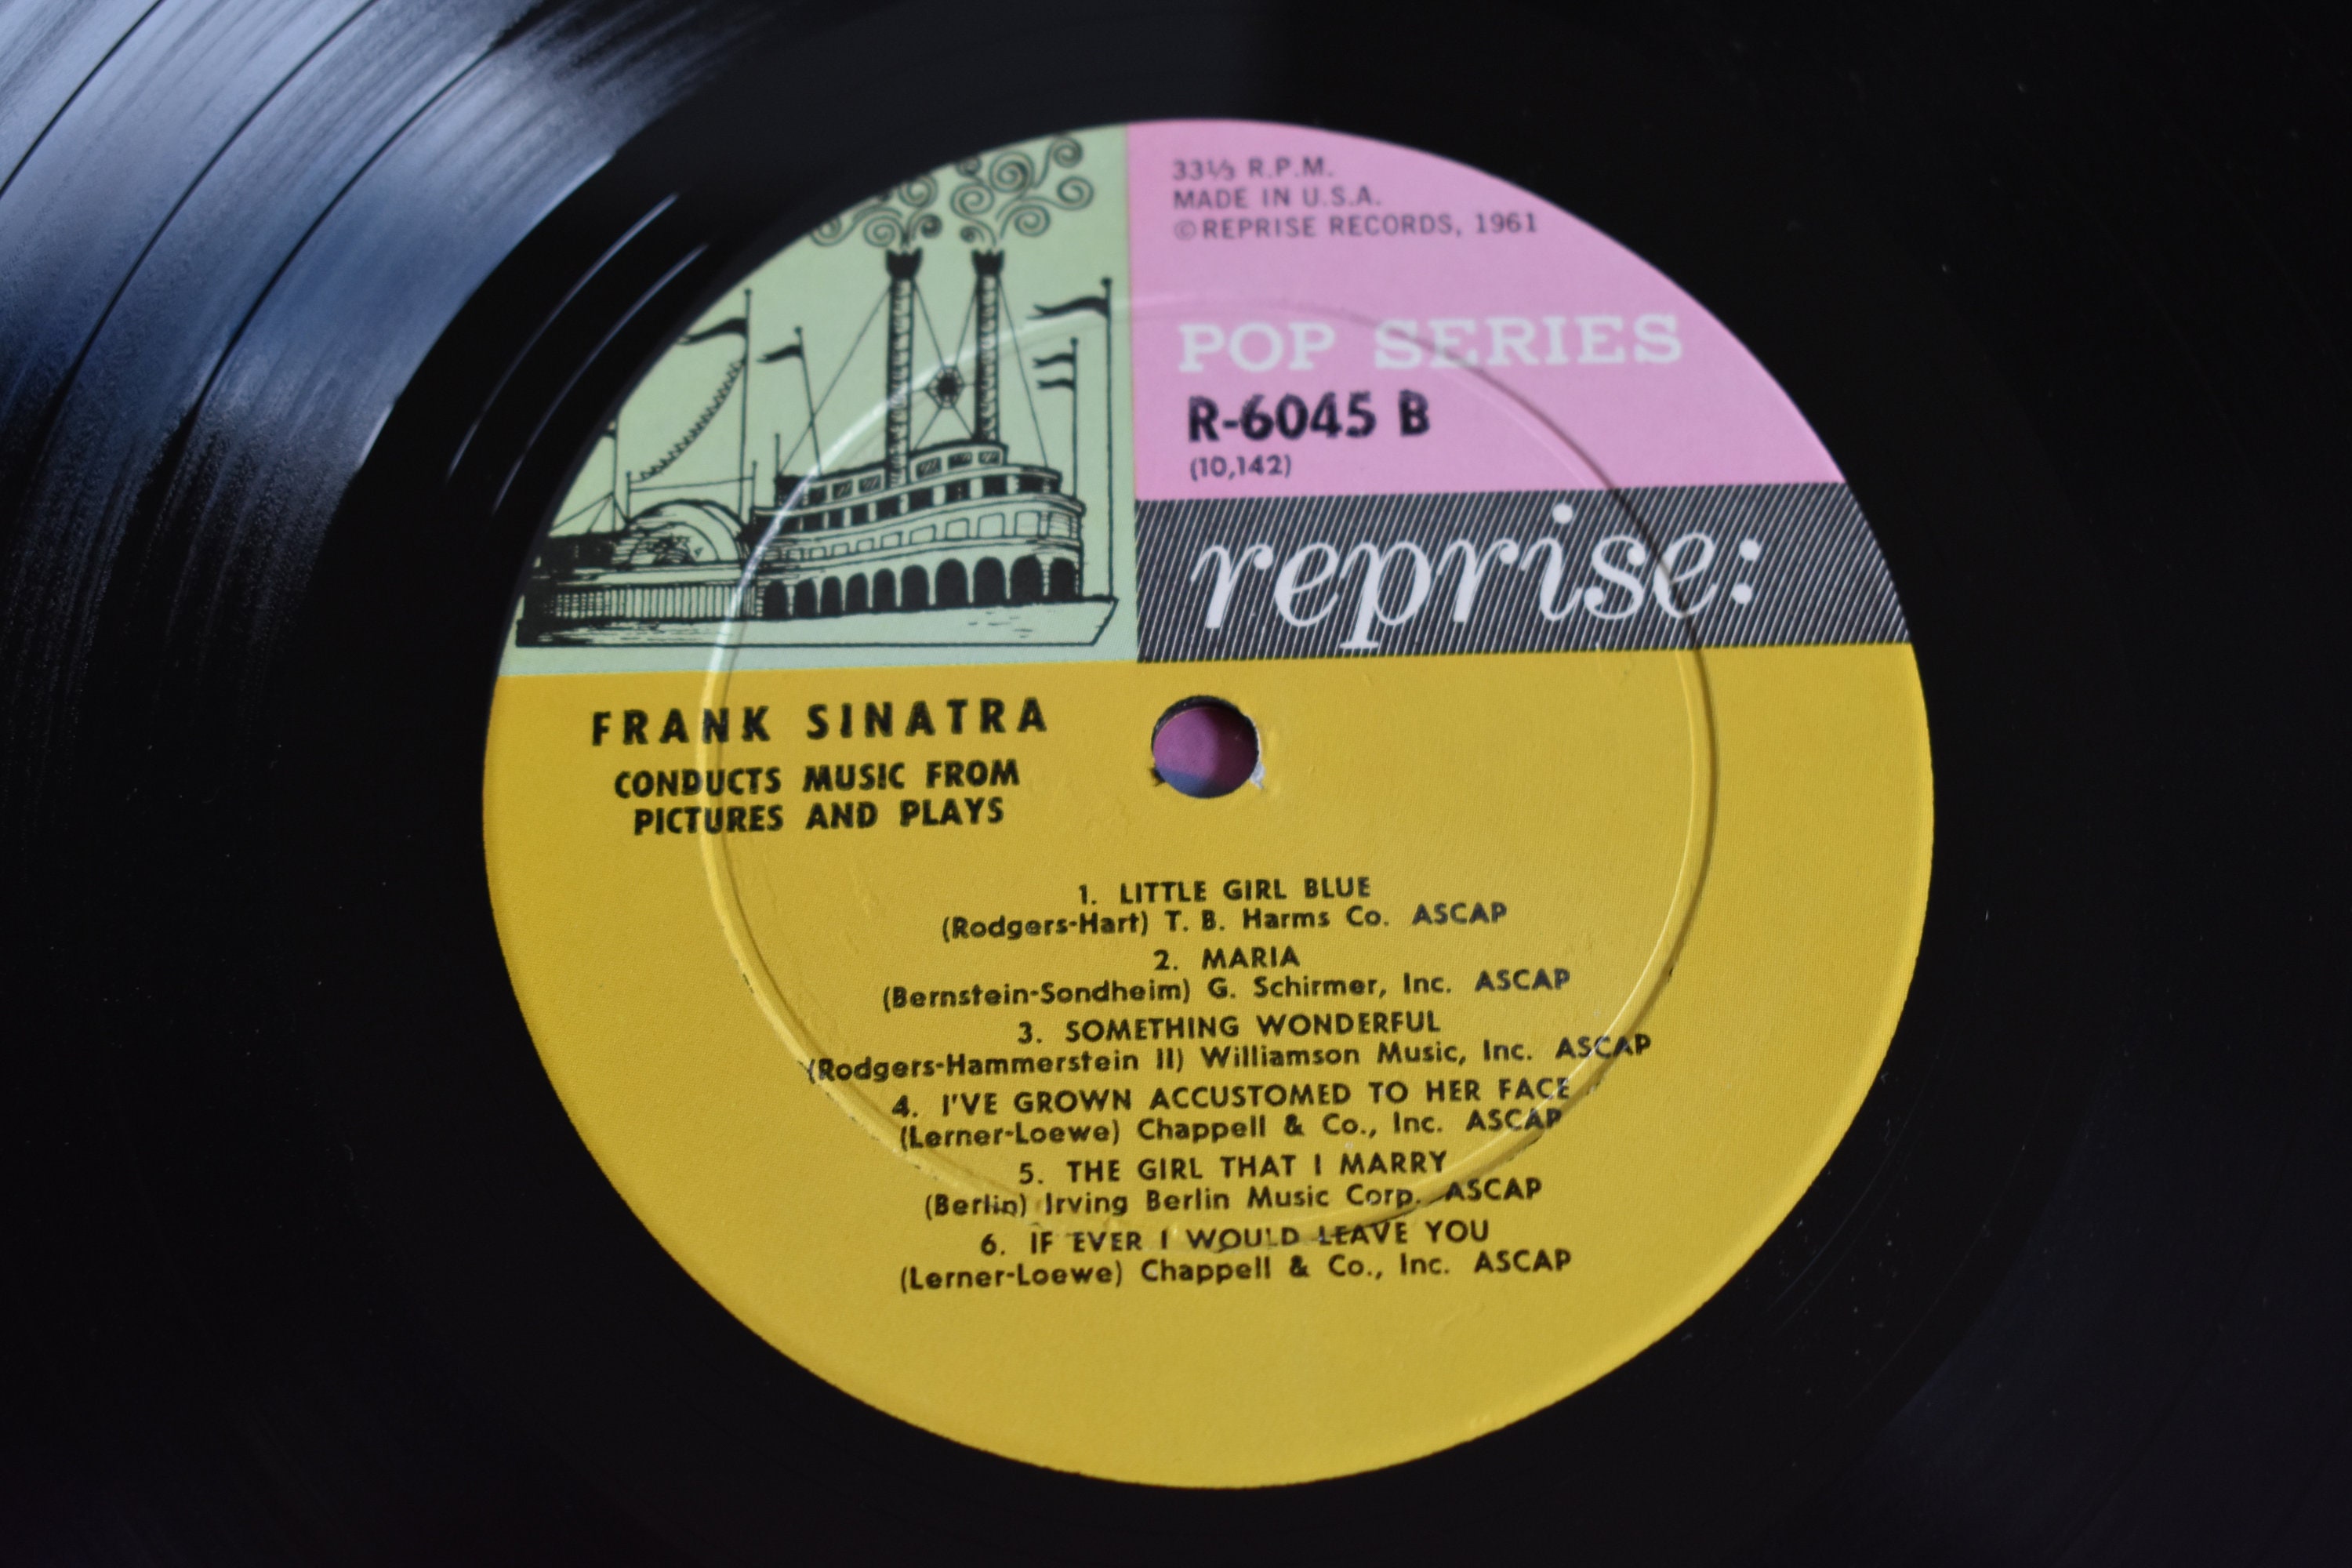 33⅓ R.P.M.
MADE IN U.S.A.
©REPRISE RECORDS, 1961
POP SERIES
R-6045 B
(10,142)
reprise:
FRANK SINATRA
CONDUCTS MUSIC FROM
PICTURES AND PLAYS
1. LITTLE GIRL BLUE
(Rodgers-Hart) T. B. Harms Co. ASCAP
2. MARIA
(Bernstein-Sondheim) G. Schirmer, Inc. ASCAP
3. SOMETHING WONDERFUL
(Rodgers-Hammerstein II) Williamson Music, Inc. ASCAP
4. I'VE GROWN ACCUSTOMED TO HER FACE
(Lerner-Loewe) Chappell & Co., Inc. ASCAP
5. THE GIRL THAT I MARRY
(Berlin) Irving Berlin Music Corp. ASCAP
6. IF EVER I WOULD LEAVE YOU
(Lerner-Loewe) Chappell & Co., Inc. ASCAP